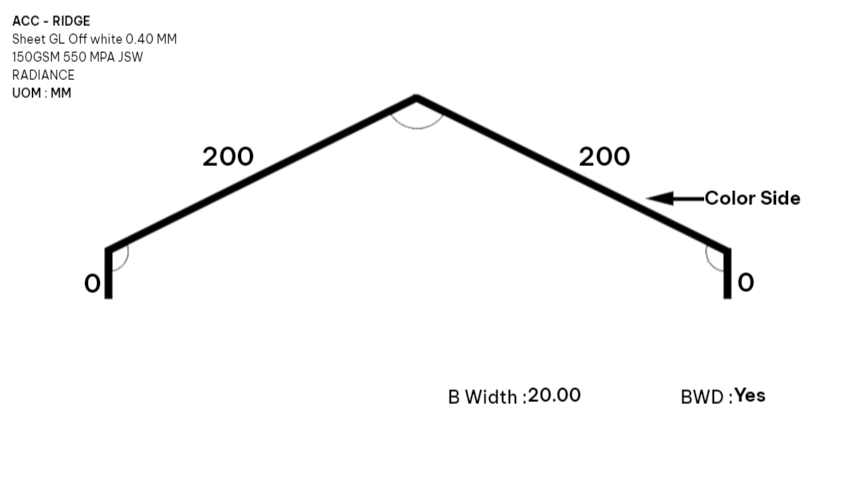 ACC - RIDGE
Sheet GL Off white 0.40 MM
150GSM 550 MPA JSW
RADIANCE
UOM : MM
200
200
Color Side
0
0
B Width :20.00
BWD :Yes